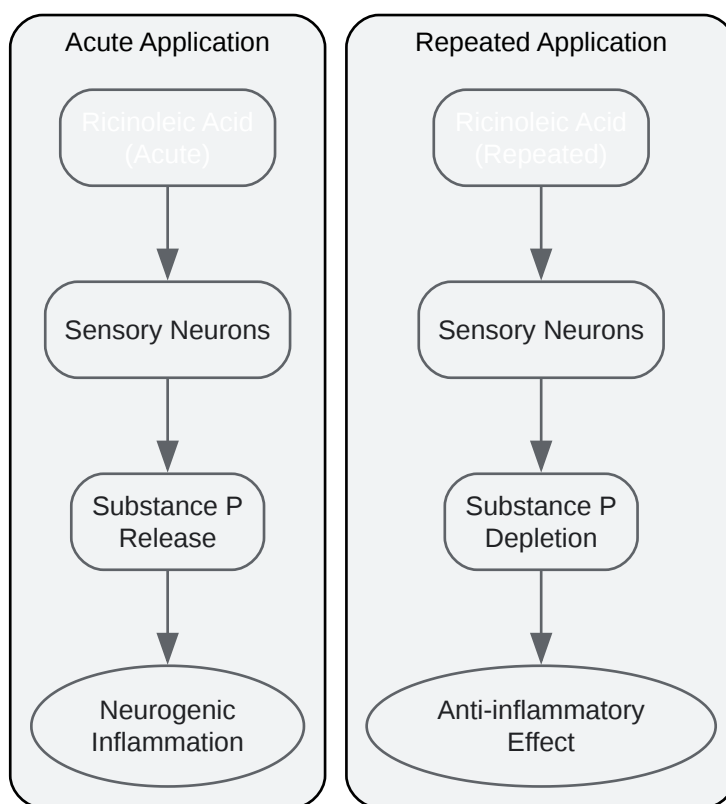 Acute Application
Ricinoleic Acid
(Acute)
Sensory Neurons
Substance P
Release
Neurogenic
Inflammation
Repeated Application
Ricinoleic Acid
(Repeated)
Sensory Neurons
Substance P
Depletion
Anti-inflammatory
Effect